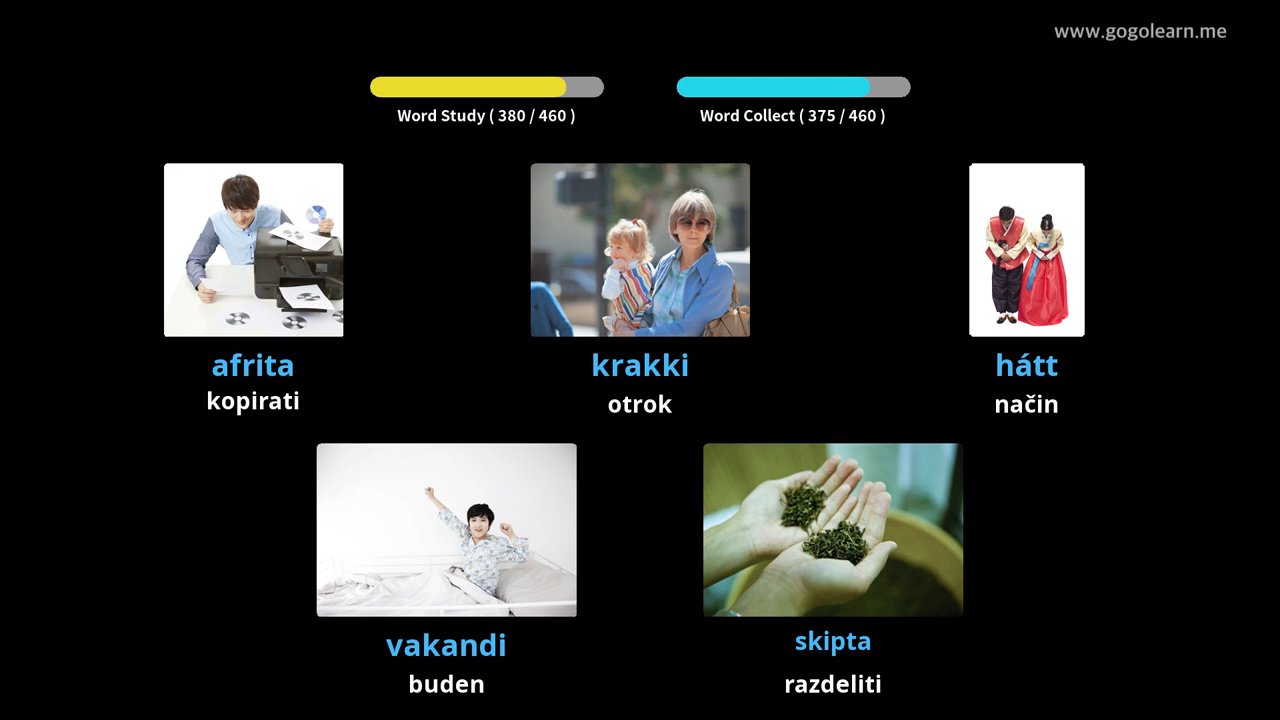 www.gogolearn.me
Word Study ( 380 / 460 )
Word Collect ( 375 / 460 )
afrita
kopirati
krakki
otrok
hátt
način
vakandi
buden
skipta
razdeliti